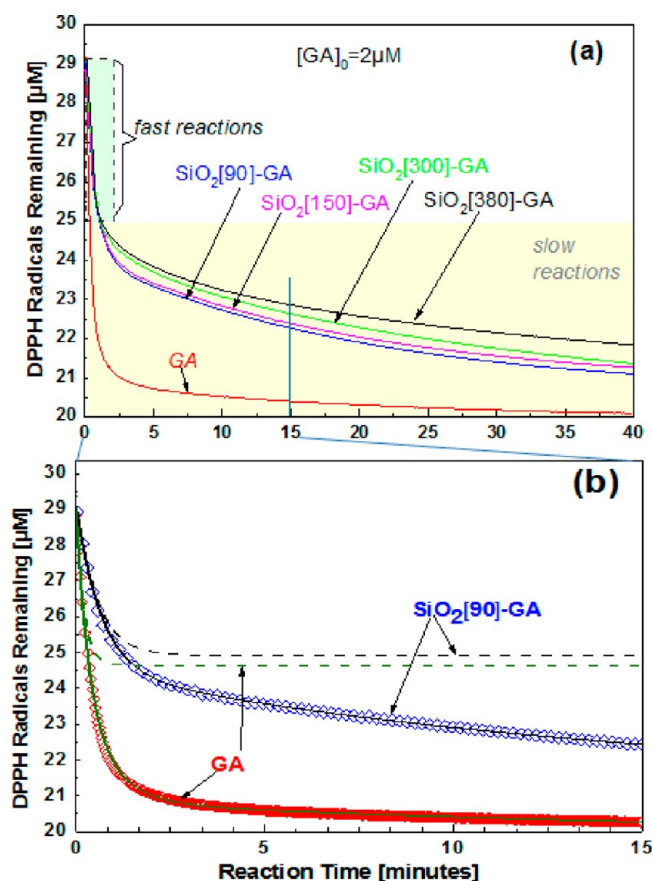 30
29
28
27
26
25
24
23
22
21
20
DPPH Radicals Remaining [µM]
[GA]0=2µM
(a)
fast reactions
SiO2[90]-GA
SiO2[150]-GA
SiO2[300]-GA
SiO2[380]-GA
slow
reactions
GA
0 5 10 15 20 25 30 35 40
30
29
28
27
26
25
24
23
22
21
20
DPPH Radicals Remaining [µM]
(b)
SiO2[90]-GA
GA
0 5 10 15
Reaction Time [minutes]